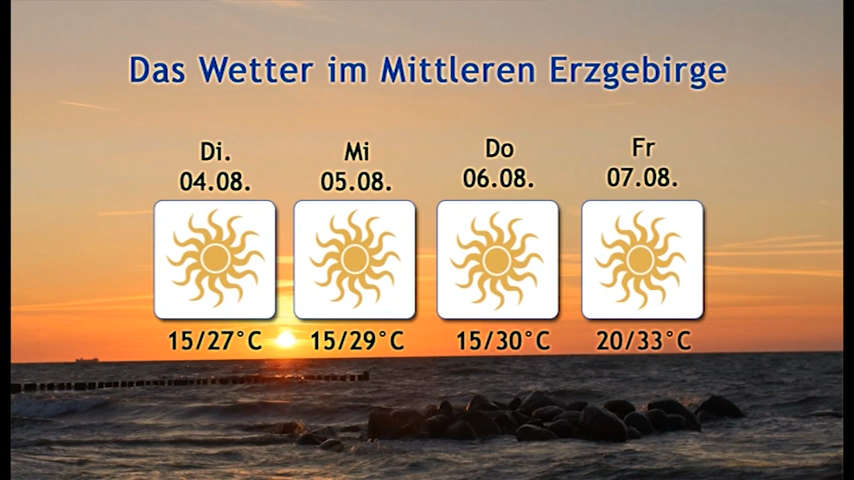 Das Wetter im Mittleren Erzgebirge
Di. Mi Do Fr
04.08. 05.08. 06.08. 07.08.
15/27°C 15/29°C 15/30°C 20/33°C